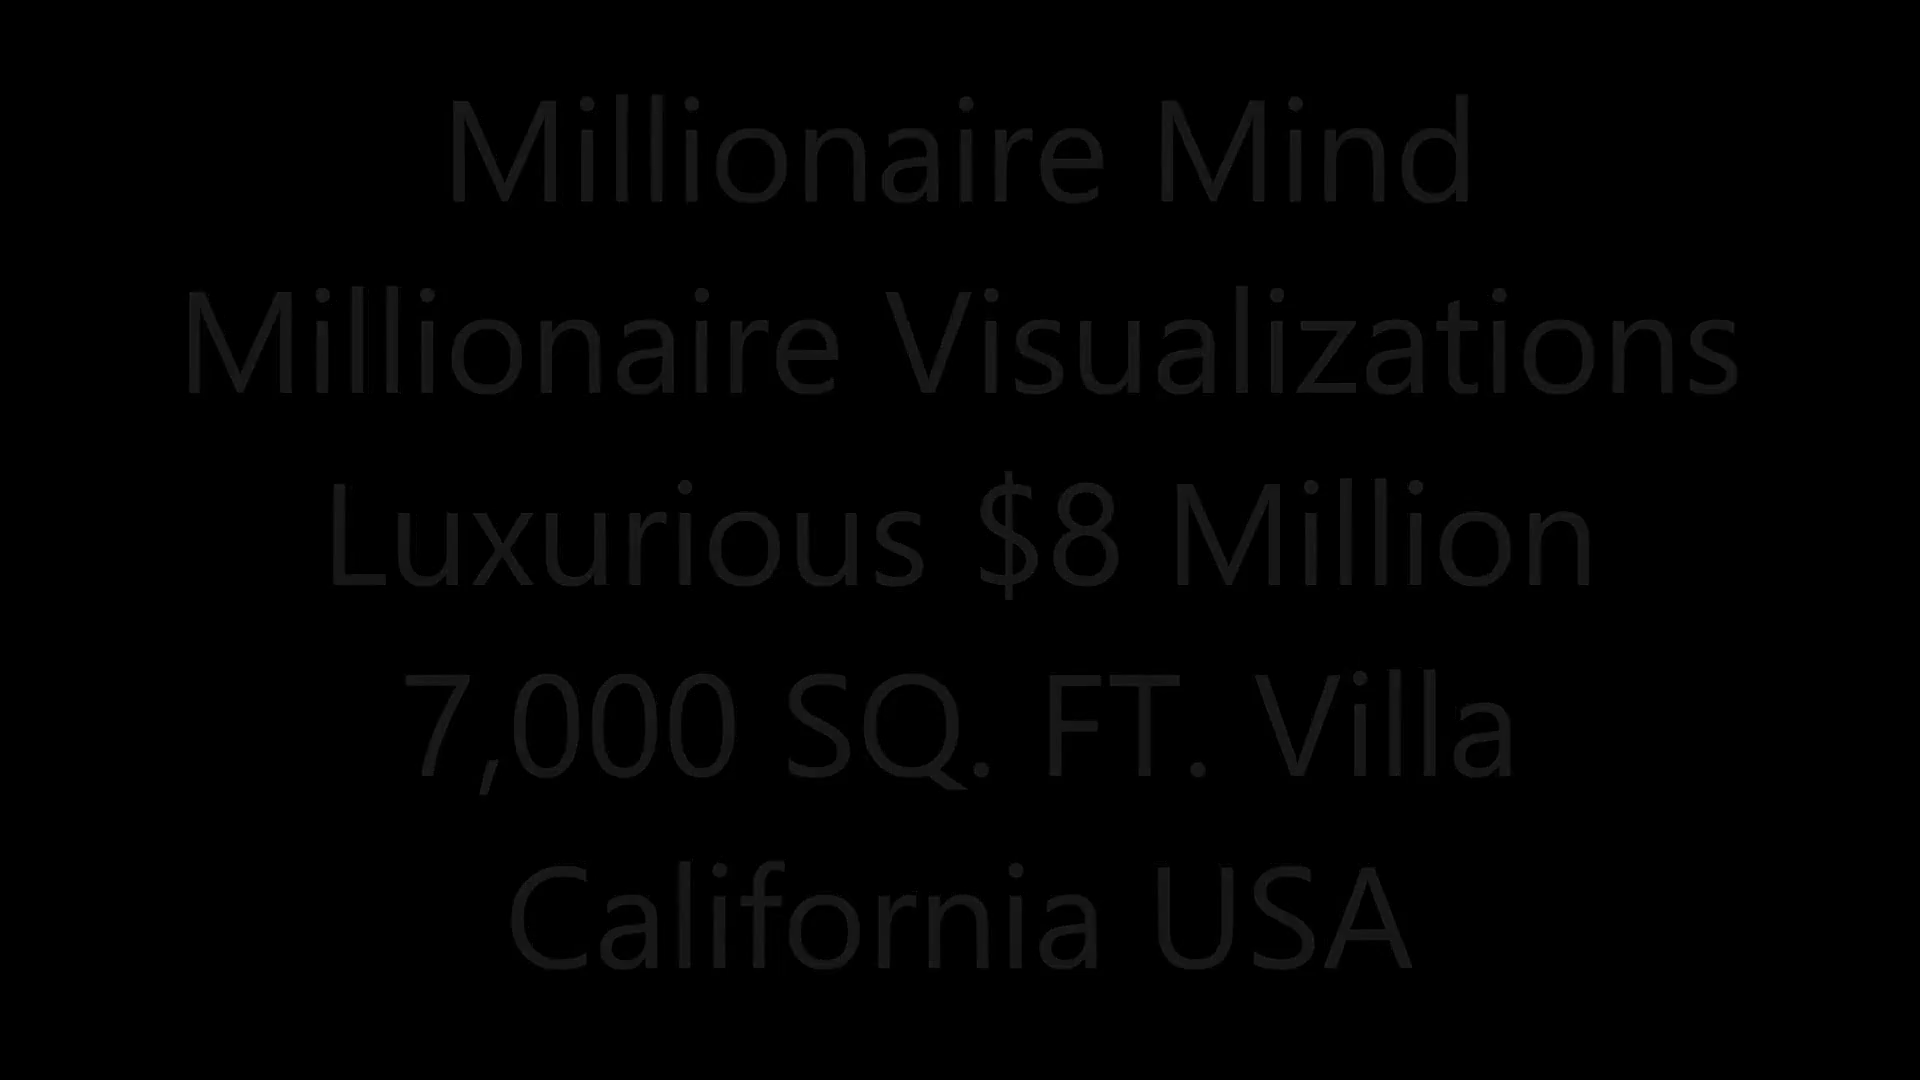 Millionaire Mind
Millionaire Visualizations
Luxurious $8 Million
7,000 SQ. FT. Villa
California USA